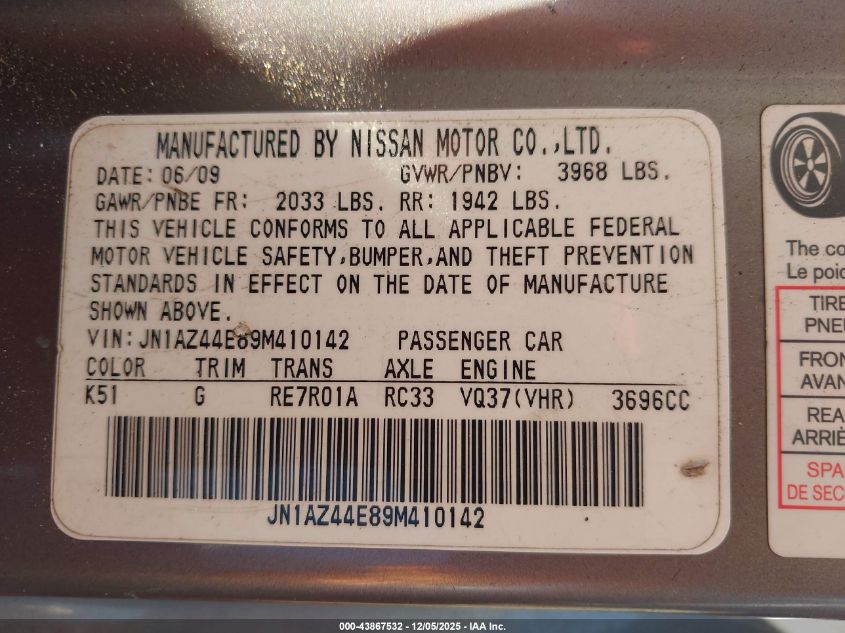 MANUFACTURED BY NISSAN MOTOR CO.,LTD.
DATE: 06/09 GVWR/PNBV: 3968 LBS.
GAWR/PNBE FR: 2033 LBS. RR: 1942 LBS.
THIS VEHICLE CONFORMS TO ALL APPLICABLE FEDERAL
MOTOR VEHICLE SAFETY,BUMPER,AND THEFT PREVENTION
STANDARDS IN EFFECT ON THE DATE OF MANUFACTURE
SHOWN ABOVE.
VIN: JN1AZ44E89M410142 PASSENGER CAR
COLOR TRIM TRANS AXLE ENGINE
K51 G RE7R01A RC33 VQ37(VHR) 3696CC
JN1AZ44E89M410142
The co
Le poid
TIRE
PNEU
FRON
AVAN
REA
ARRIÈ
SPA
DE SEC
000-43867532 - 12/05/2025 - IAA Inc.